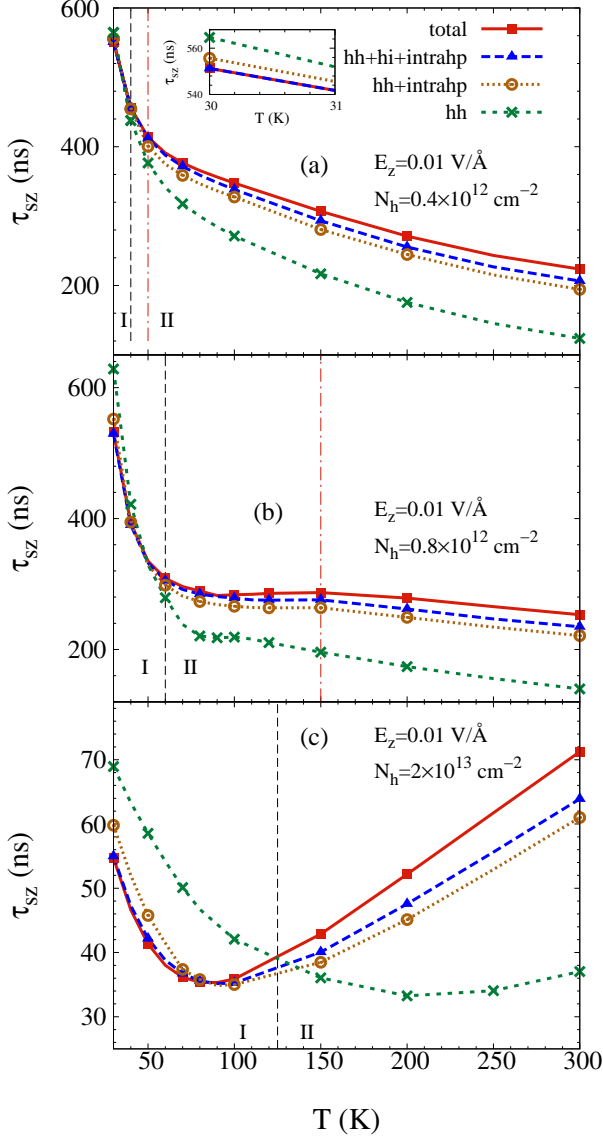 600
400
200
τsz (ns)
560
τsz (ns)
540
30
31
T (K)
total
hh+hi+intrahp
hh+intrahp
hh
(a)
Ez=0.01 V/Å
Nh=0.4×10^12 cm^−2
I
II
600
400
200
τsz (ns)
(b)
Ez=0.01 V/Å
Nh=0.8×10^12 cm^−2
I
II
70
60
50
40
30
τsz (ns)
(c)
Ez=0.01 V/Å
Nh=2×10^13 cm^−2
I
II
50 100 150 200 250 300
T (K)